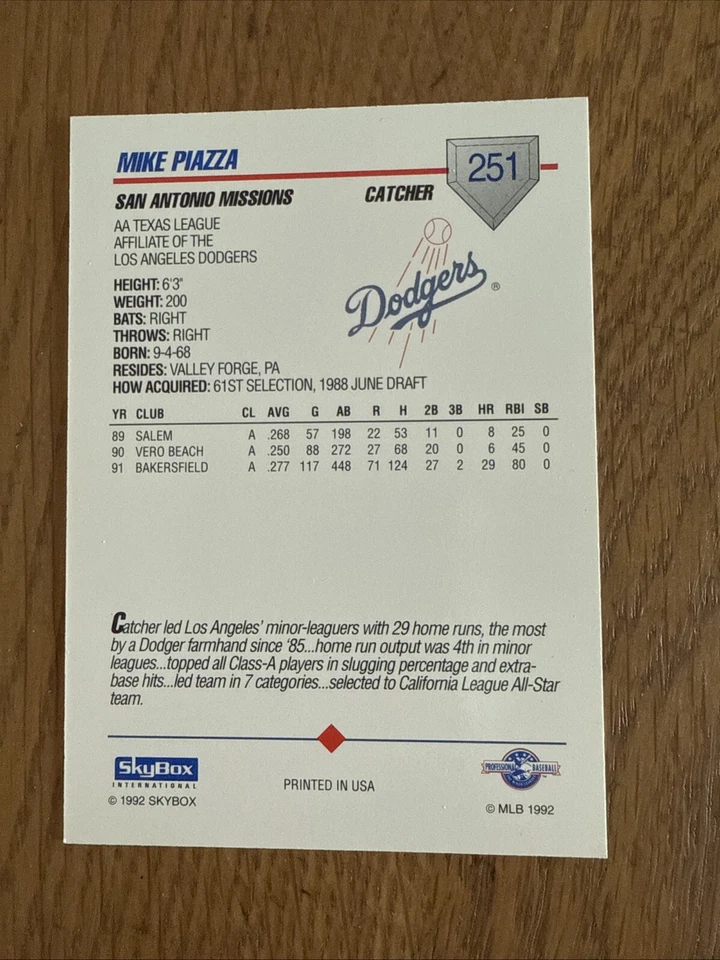 MIKE PIAZZA
251
SAN ANTONIO MISSIONS CATCHER
AA TEXAS LEAGUE
AFFILIATE OF THE
LOS ANGELES DODGERS
Dodgers ®
HEIGHT: 6'3"
WEIGHT: 200
BATS: RIGHT
THROWS: RIGHT
BORN: 9-4-68
RESIDES: VALLEY FORGE, PA
HOW ACQUIRED: 61ST SELECTION, 1988 JUNE DRAFT
YR CLUB CL AVG G AB R H 2B 3B HR RBI SB
89 SALEM A .268 57 198 22 53 11 0 8 25 0
90 VERO BEACH A .250 88 272 27 68 20 0 6 45 0
91 BAKERSFIELD A .277 117 448 71 124 27 2 29 80 0
Catcher led Los Angeles' minor-leaguers with 29 home runs, the most
by a Dodger farmhand since '85...home run output was 4th in minor
leagues...topped all Class-A players in slugging percentage and extra-
base hits...led team in 7 categories...selected to California League All-Star
team.
SkyBox
INTERNATIONAL
© 1992 SKYBOX
PRINTED IN USA
PROFESSIONAL BASEBALL
© MLB 1992